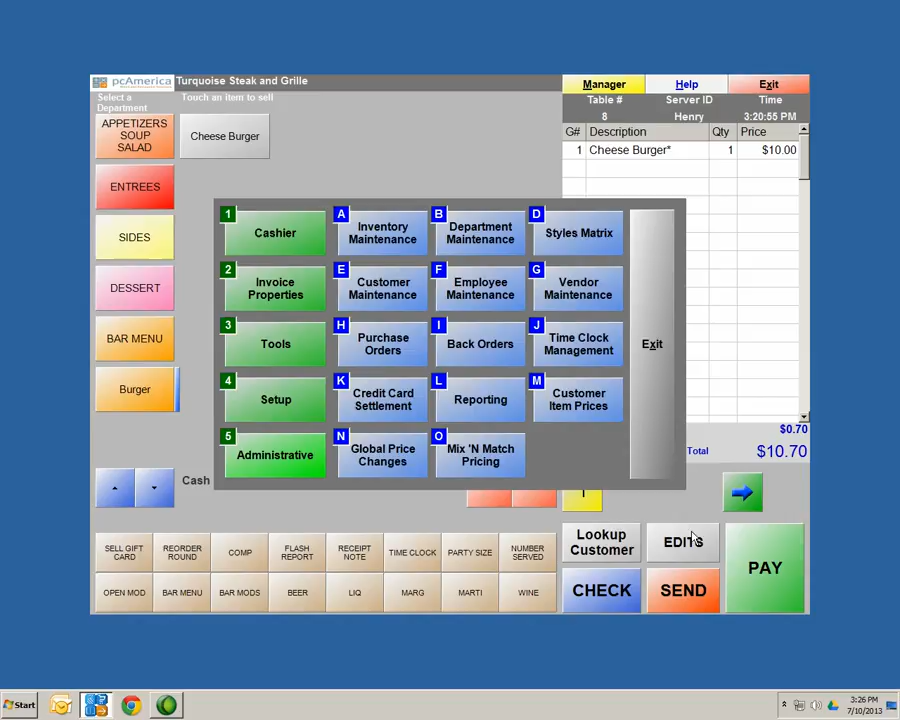 pcAmerica
Turquoise Steak and Grille
Manager
Help
Exit
Select a
Department
Touch an item to sell
Table #
Server ID
Time
8
Henry
3:20:55 PM
G#
Description
Qty
Price
1
Cheese Burger*
1
$10.00
APPETIZERS
SOUP
SALAD
Cheese Burger
ENTREES
SIDES
DESSERT
BAR MENU
Burger
1
Cashier
A
Inventory
Maintenance
B
Department
Maintenance
D
Styles Matrix
2
Invoice
Properties
E
Customer
Maintenance
F
Employee
Maintenance
G
Vendor
Maintenance
3
Tools
H
Purchase
Orders
I
Back Orders
J
Time Clock
Management
Exit
4
Setup
K
Credit Card
Settlement
L
Reporting
M
Customer
Item Prices
5
Administrative
N
Global Price
Changes
O
Mix 'N Match
Pricing
$0.70
Total
$10.70
Cash
Lookup
Customer
EDITS
PAY
CHECK
SEND
SELL GIFT
CARD
REORDER
ROUND
COMP
FLASH
REPORT
RECEIPT
NOTE
TIME CLOCK
PARTY SIZE
NUMBER
SERVED
OPEN MOD
BAR MENU
BAR MODS
BEER
LIQ
MARG
MARTI
WINE
Start
3:26 PM
7/10/2013